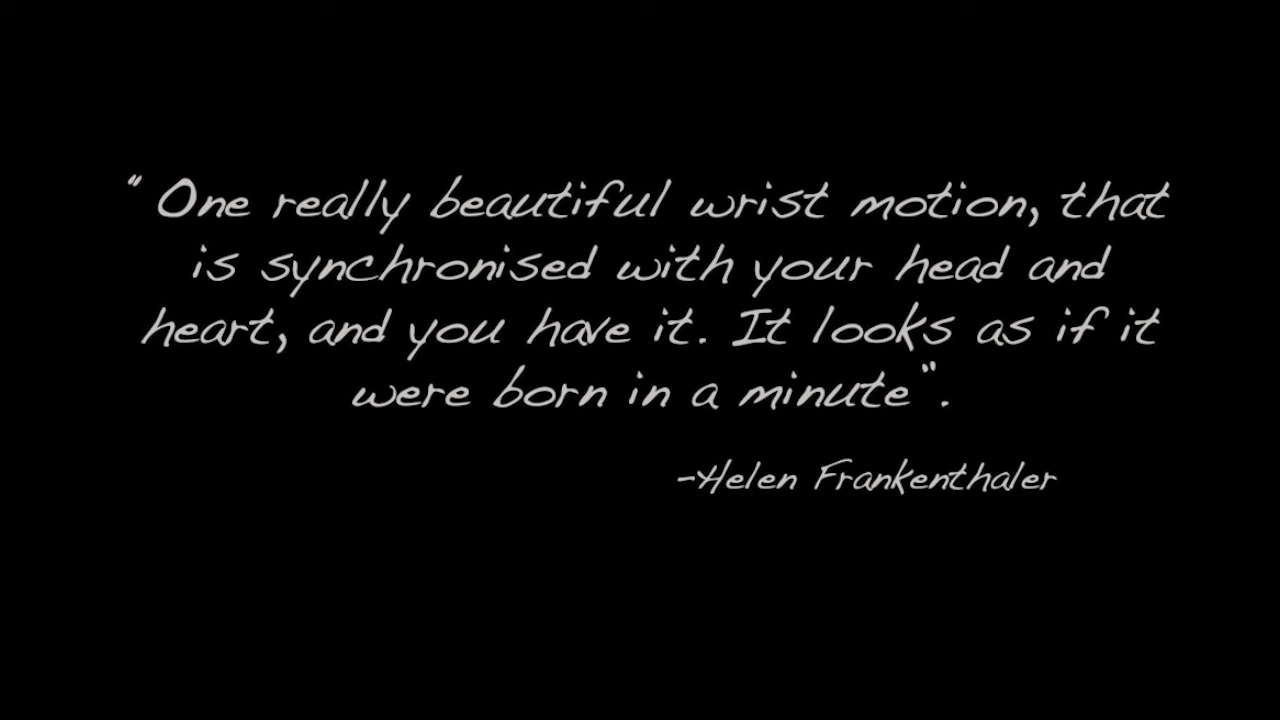 " One really beautiful wrist motion, that
is synchronised with your head and
heart, and you have it. It looks as if it
were born in a minute".
-Helen Frankenthaler